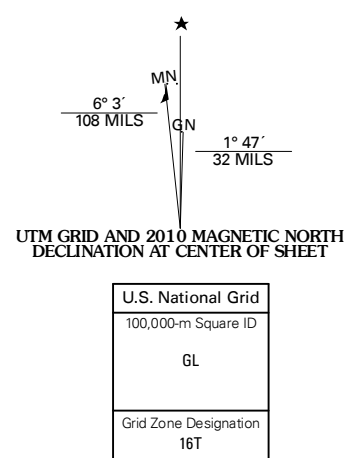 ★
MN.
6° 3´
108 MILS
GN
1° 47´
32 MILS
UTM GRID AND 2010 MAGNETIC NORTH
DECLINATION AT CENTER OF SHEET
U.S. National Grid
100,000-m Square ID
GL
Grid Zone Designation
16T